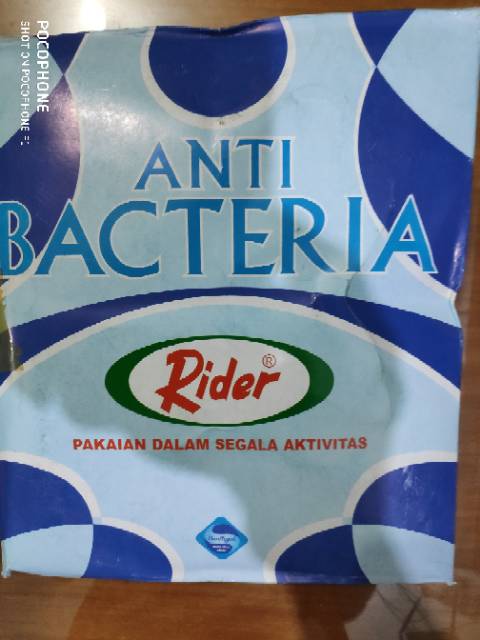 POCOPHONE
SHOT ON POCOPHONE F1
ANTI
BACTERIA
Rider®
PAKAIAN DALAM SEGALA AKTIVITAS